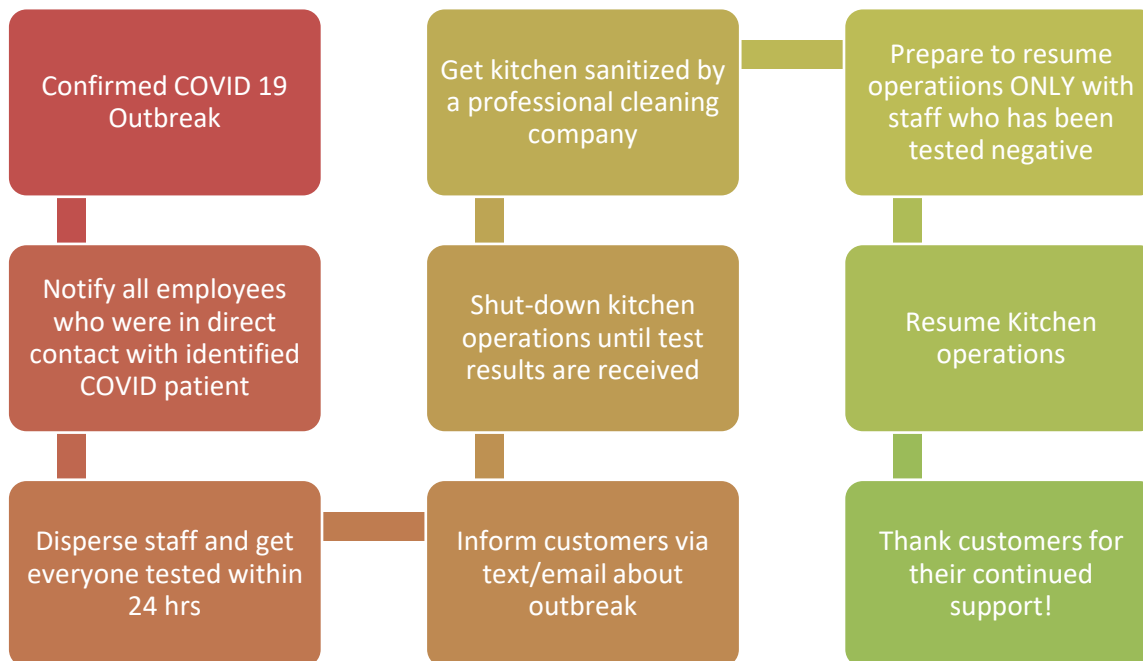 Confirmed COVID 19
Outbreak
Notify all employees
who were in direct
contact with identified
COVID patient
Disperse staff and get
everyone tested within
24 hrs
Inform customers via
text/email about
outbreak
Shut-down kitchen
operations until test
results are received
Get kitchen sanitized by
a professional cleaning
company
Prepare to resume
operatiions ONLY with
staff who has been
tested negative
Resume Kitchen
operations
Thank customers for
their continued
support!